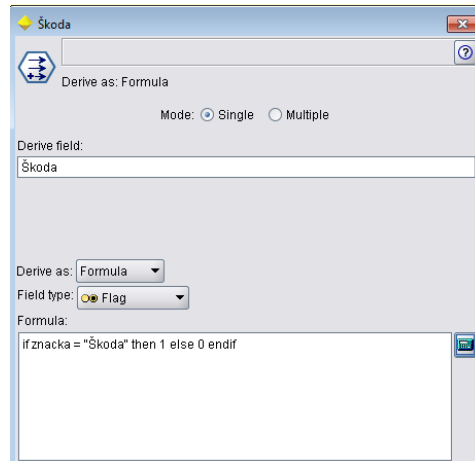 Škoda
Derive as: Formula
Mode: Single Multiple
Derive field:
Škoda
Derive as: Formula
Field type: Flag
Formula:
if znacka = "Škoda" then 1 else 0 endif